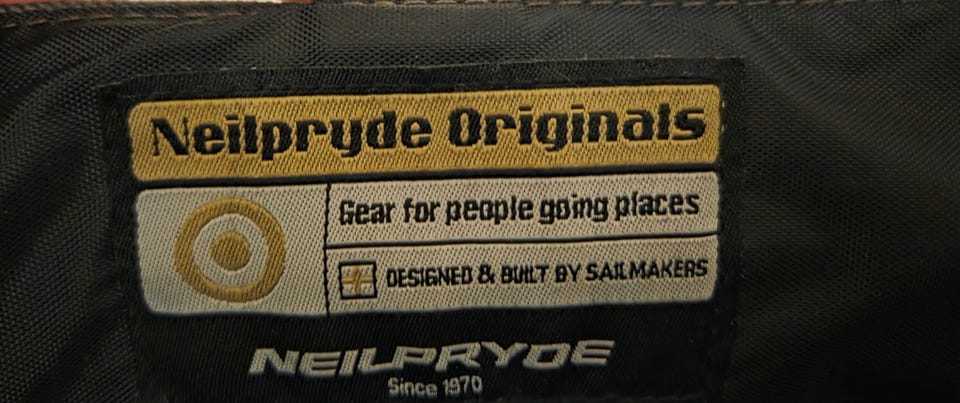 Neilpryde Originals
Gear for people going places
DESIGNED & BUILT BY SAILMAKERS
NEILPRYDE
Since 1970